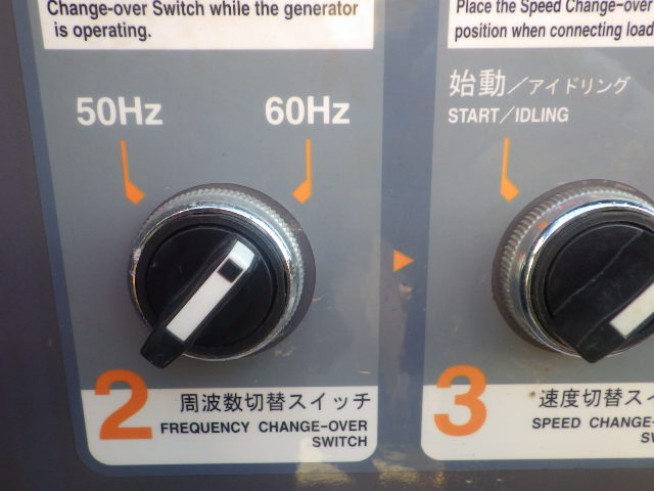 Change-over Switch while the generator
is operating.
50Hz
60Hz
2
周波数切替スイッチ
FREQUENCY CHANGE-OVER
SWITCH
Place the Speed Change-over
position when connecting load
始動／アイドリング
START／IDLING
3
速度切替スイ
SPEED CHANGE-